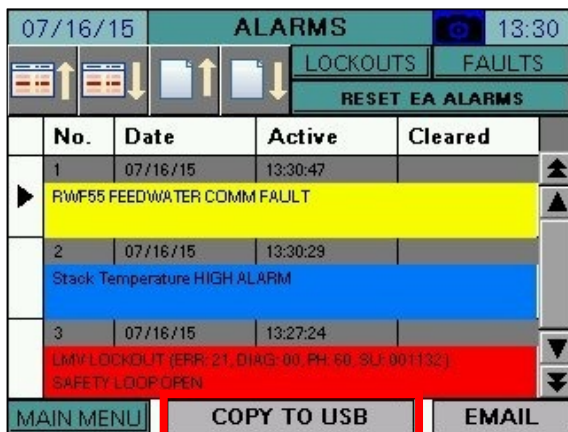 07/16/15 ALARMS 13:30
LOCKOUTS FAULTS
RESET EA ALARMS
No. Date Active Cleared
1 07/16/15 13:30:47
RWF55 FEEDWATER COMM FAULT
2 07/16/15 13:30:29
Stack Temperature HIGH ALARM
3 07/16/15 13:27:24
LMV LOCKOUT (ERR: 21, DIAG: 00, PH: 60, SU: 001132)
SAFETY LOOP OPEN
MAIN MENU COPY TO USB EMAIL